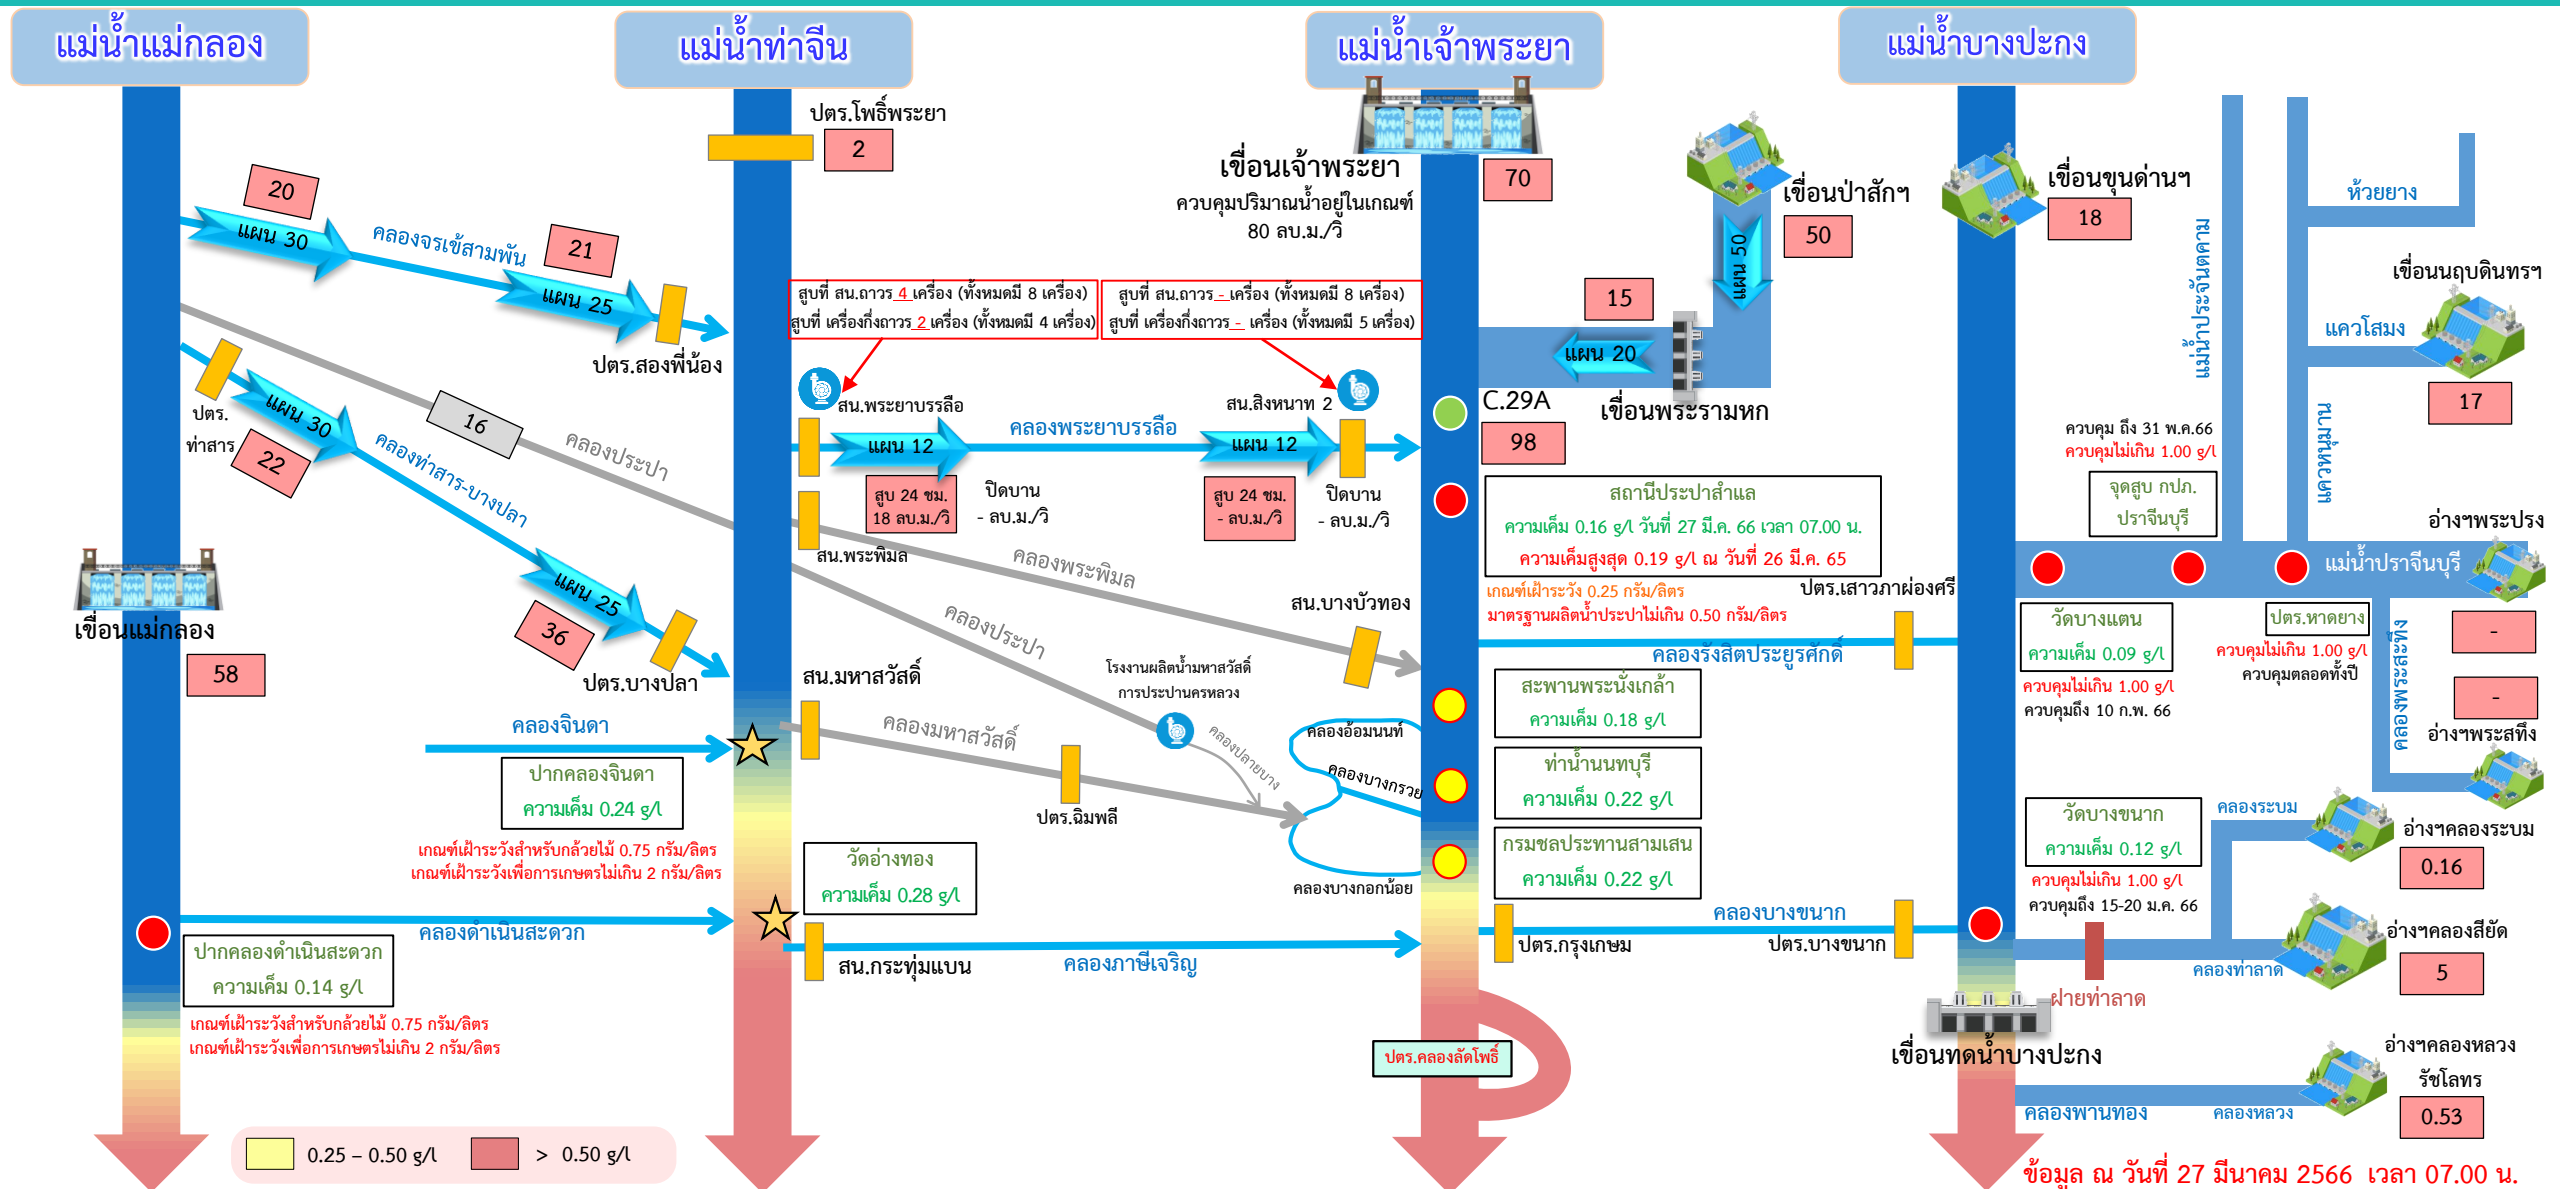 แม่น้ำแม่กลอง
แม่น้ำท่าจีน
แม่น้ำเจ้าพระยา
แม่น้ำบางปะกง
ปตร.โพธิ์พระยา
2
20
แผน 30
คลองจรเข้สามพัน
21
แผน 25
ปตร.สองพี่น้อง
ปตร.
ท่าสาร
แผน 30
22
คลองท่าสาร-บางปลา
16
คลองประปา
แผน 25
36
ปตร.บางปลา
เขื่อนแม่กลอง
58
คลองจินดา
ปากคลองจินดา
ความเค็ม 0.24 g/l
เกณฑ์เฝ้าระวังสำหรับกล้วยไม้ 0.75 กรัม/ลิตร
เกณฑ์เฝ้าระวังเพื่อการเกษตรไม่เกิน 2 กรัม/ลิตร
คลองดำเนินสะดวก
ปากคลองดำเนินสะดวก
ความเค็ม 0.14 g/l
เกณฑ์เฝ้าระวังสำหรับกล้วยไม้ 0.75 กรัม/ลิตร
เกณฑ์เฝ้าระวังเพื่อการเกษตรไม่เกิน 2 กรัม/ลิตร
0.25 – 0.50 g/l
> 0.50 g/l
เขื่อนเจ้าพระยา
ควบคุมปริมาณน้ำอยู่ในเกณฑ์
80 ลบ.ม./วิ
70
สูบที่ สน.ถาวร 4 เครื่อง (ทั้งหมดมี 8 เครื่อง)
สูบที่ เครื่องกึ่งถาวร 2 เครื่อง (ทั้งหมดมี 4 เครื่อง)
สูบที่ สน.ถาวร - เครื่อง (ทั้งหมดมี 8 เครื่อง)
สูบที่ เครื่องกึ่งถาวร - เครื่อง (ทั้งหมดมี 5 เครื่อง)
สน.พระยาบรรลือ
แผน 12
คลองพระยาบรรลือ
สน.สิงหนาท 2
แผน 12
สูบ 24 ชม.
18 ลบ.ม./วิ
ปิดบาน
- ลบ.ม./วิ
สูบ 24 ชม.
- ลบ.ม./วิ
ปิดบาน
- ลบ.ม./วิ
สน.พระพิมล
คลองพระพิมล
สน.บางบัวทอง
คลองประปา
โรงงานผลิตน้ำมหาสวัสดิ์
การประปานครหลวง
สน.มหาสวัสดิ์
คลองมหาสวัสดิ์
คลองปลายบาง
ปตร.ฉิมพลี
คลองอ้อมนนท์
คลองบางกรวย
คลองบางกอกน้อย
วัดอ่างทอง
ความเค็ม 0.28 g/l
สน.กระทุ่มแบน
คลองภาษีเจริญ
เขื่อนป่าสักฯ
50
แผน 50
15
แผน 20
เขื่อนพระรามหก
C.29A
98
สถานีประปาสำแล
ความเค็ม 0.16 g/l วันที่ 27 มี.ค. 66 เวลา 07.00 น.
ความเค็มสูงสุด 0.19 g/l ณ วันที่ 26 มี.ค. 65
เกณฑ์เฝ้าระวัง 0.25 กรัม/ลิตร
มาตรฐานผลิตน้ำประปาไม่เกิน 0.50 กรัม/ลิตร
ปตร.เสาวภาผ่องศรี
คลองรังสิตประยูรศักดิ์
สะพานพระนั่งเกล้า
ความเค็ม 0.18 g/l
ท่าน้ำนนทบุรี
ความเค็ม 0.22 g/l
กรมชลประทานสามเสน
ความเค็ม 0.22 g/l
ปตร.กรุงเกษม
คลองบางขนาก
ปตร.บางขนาก
ปตร.คลองลัดโพธิ์
เขื่อนขุนด่านฯ
18
แม่น้ำประจันตคาม
ห้วยยาง
เขื่อนนฤบดินทรฯ
แควโสมง
17
แควหนุมาน
ควบคุม ถึง 31 พ.ค.66
ควบคุมไม่เกิน 1.00 g/l
จุดสูบ กปภ.
ปราจีนบุรี
อ่างฯพระปรง
แม่น้ำปราจีนบุรี
-
วัดบางแตน
ความเค็ม 0.09 g/l
ควบคุมไม่เกิน 1.00 g/l
ควบคุมถึง 10 ก.พ. 66
ปตร.หาดยาง
ควบคุมไม่เกิน 1.00 g/l
ควบคุมตลอดทั้งปี
คลองพระสะทึง
-
อ่างฯพระสทึง
วัดบางขนาก
ความเค็ม 0.12 g/l
ควบคุมไม่เกิน 1.00 g/l
ควบคุมถึง 15-20 ม.ค. 66
คลองระบม
อ่างฯคลองระบม
0.16
อ่างฯคลองสียัด
5
คลองท่าลาด
ฝายท่าลาด
เขื่อนทดน้ำบางปะกง
อ่างฯคลองหลวง
รัชโลทร
0.53
คลองพานทอง
คลองหลวง
ข้อมูล ณ วันที่ 27 มีนาคม 2566 เวลา 07.00 น.